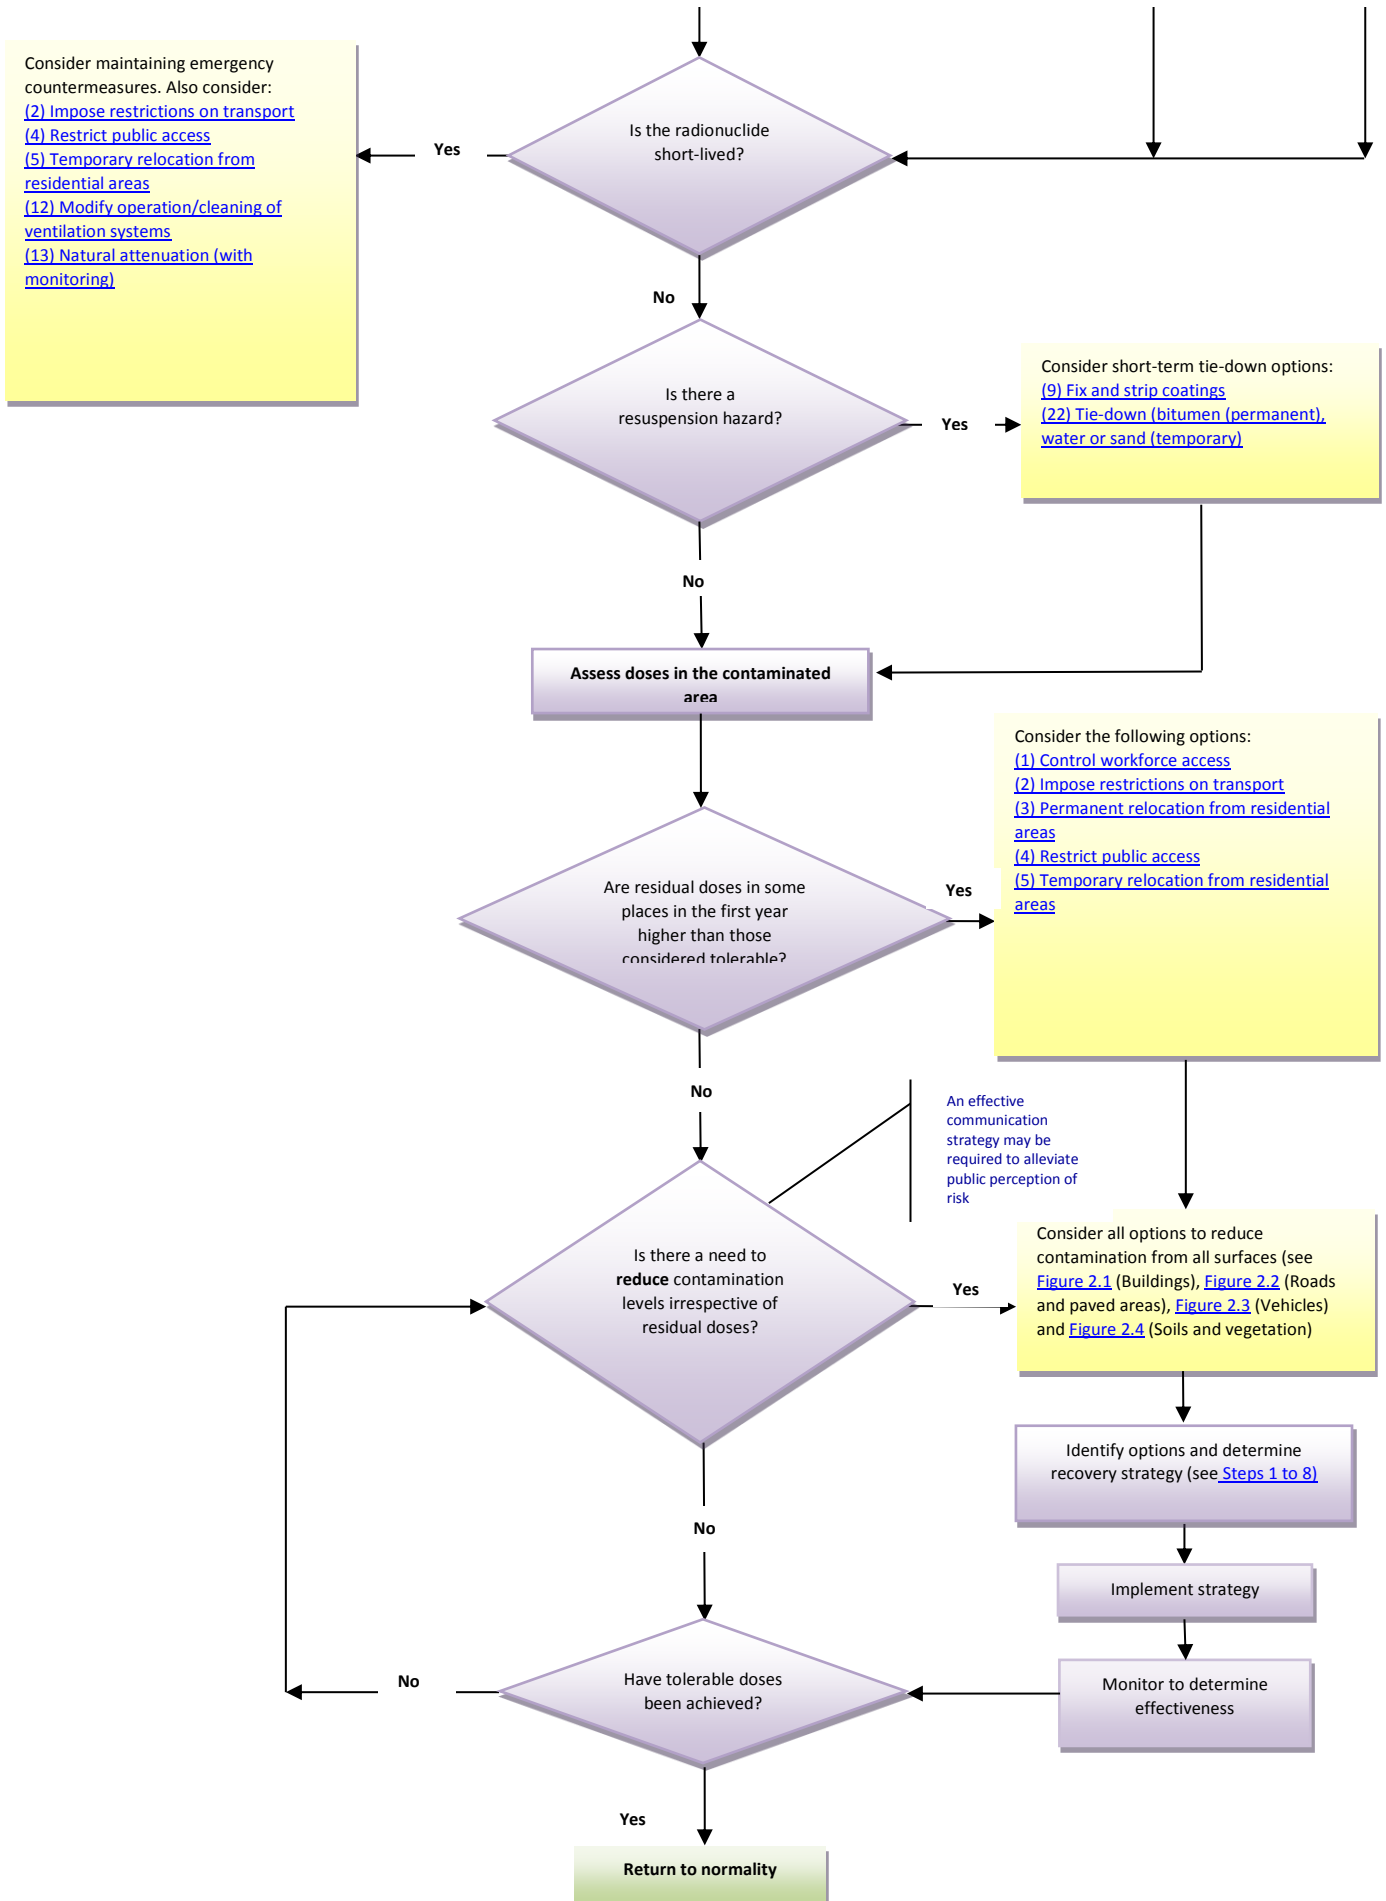 Consider maintaining emergency
countermeasures. Also consider:
(2) Impose restrictions on transport
(4) Restrict public access
(5) Temporary relocation from
residential areas
(12) Modify operation/cleaning of
ventilation systems
(13) Natural attenuation (with
monitoring)
Yes
Is the radionuclide
short-lived?
No
Is there a
resuspension hazard?
Yes
Consider short-term tie-down options:
(9) Fix and strip coatings
(22) Tie-down (bitumen (permanent),
water or sand (temporary)
No
Assess doses in the contaminated
area
Are residual doses in some
places in the first year
higher than those
considered tolerable?
Yes
Consider the following options:
(1) Control workforce access
(2) Impose restrictions on transport
(3) Permanent relocation from residential
areas
(4) Restrict public access
(5) Temporary relocation from residential
areas
No
An effective
communication
strategy may be
required to alleviate
public perception of
risk
Is there a need to
reduce contamination
levels irrespective of
residual doses?
Yes
Consider all options to reduce
contamination from all surfaces (see
Figure 2.1 (Buildings), Figure 2.2 (Roads
and paved areas), Figure 2.3 (Vehicles)
and Figure 2.4 (Soils and vegetation)
Identify options and determine
recovery strategy (see Steps 1 to 8)
No
Implement strategy
Monitor to determine
effectiveness
Have tolerable doses
been achieved?
No
Yes
Return to normality